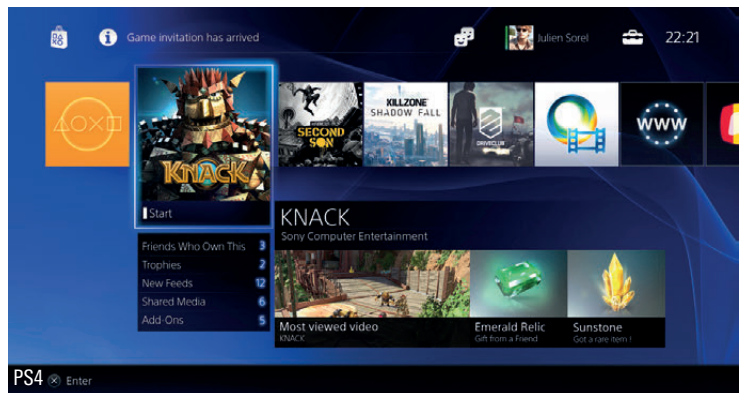 Game invitation has arrived
Julien Sorel
22:21
KNACK
SECOND
SON
KILLZONE
SHADOW FALL
DRIVECLUB
www
Start
KNACK
Sony Computer Entertainment
Friends Who Own This 3
Trophies 2
New Feeds 12
Shared Media 6
Add-Ons 5
Most viewed video
KNACK
Emerald Relic
Gift from a Friend
Sunstone
Got a rare item !
PS4
Enter